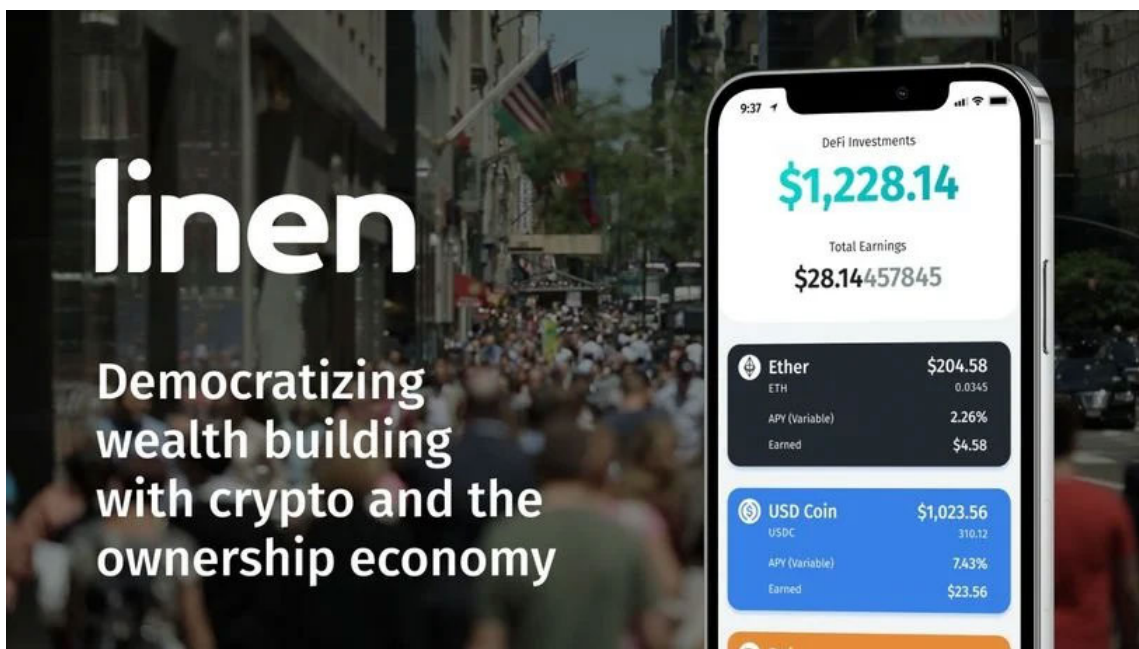 linen
Democratizing
wealth building
with crypto and the
ownership economy
9:37
DeFi Investments
$1,228.14
Total Earnings
$28.14457845
Ether $204.58
ETH 0.0345
APY (Variable) 2.26%
Earned $4.58
USD Coin $1,023.56
USDC 310.12
APY (Variable) 7.43%
Earned $23.56